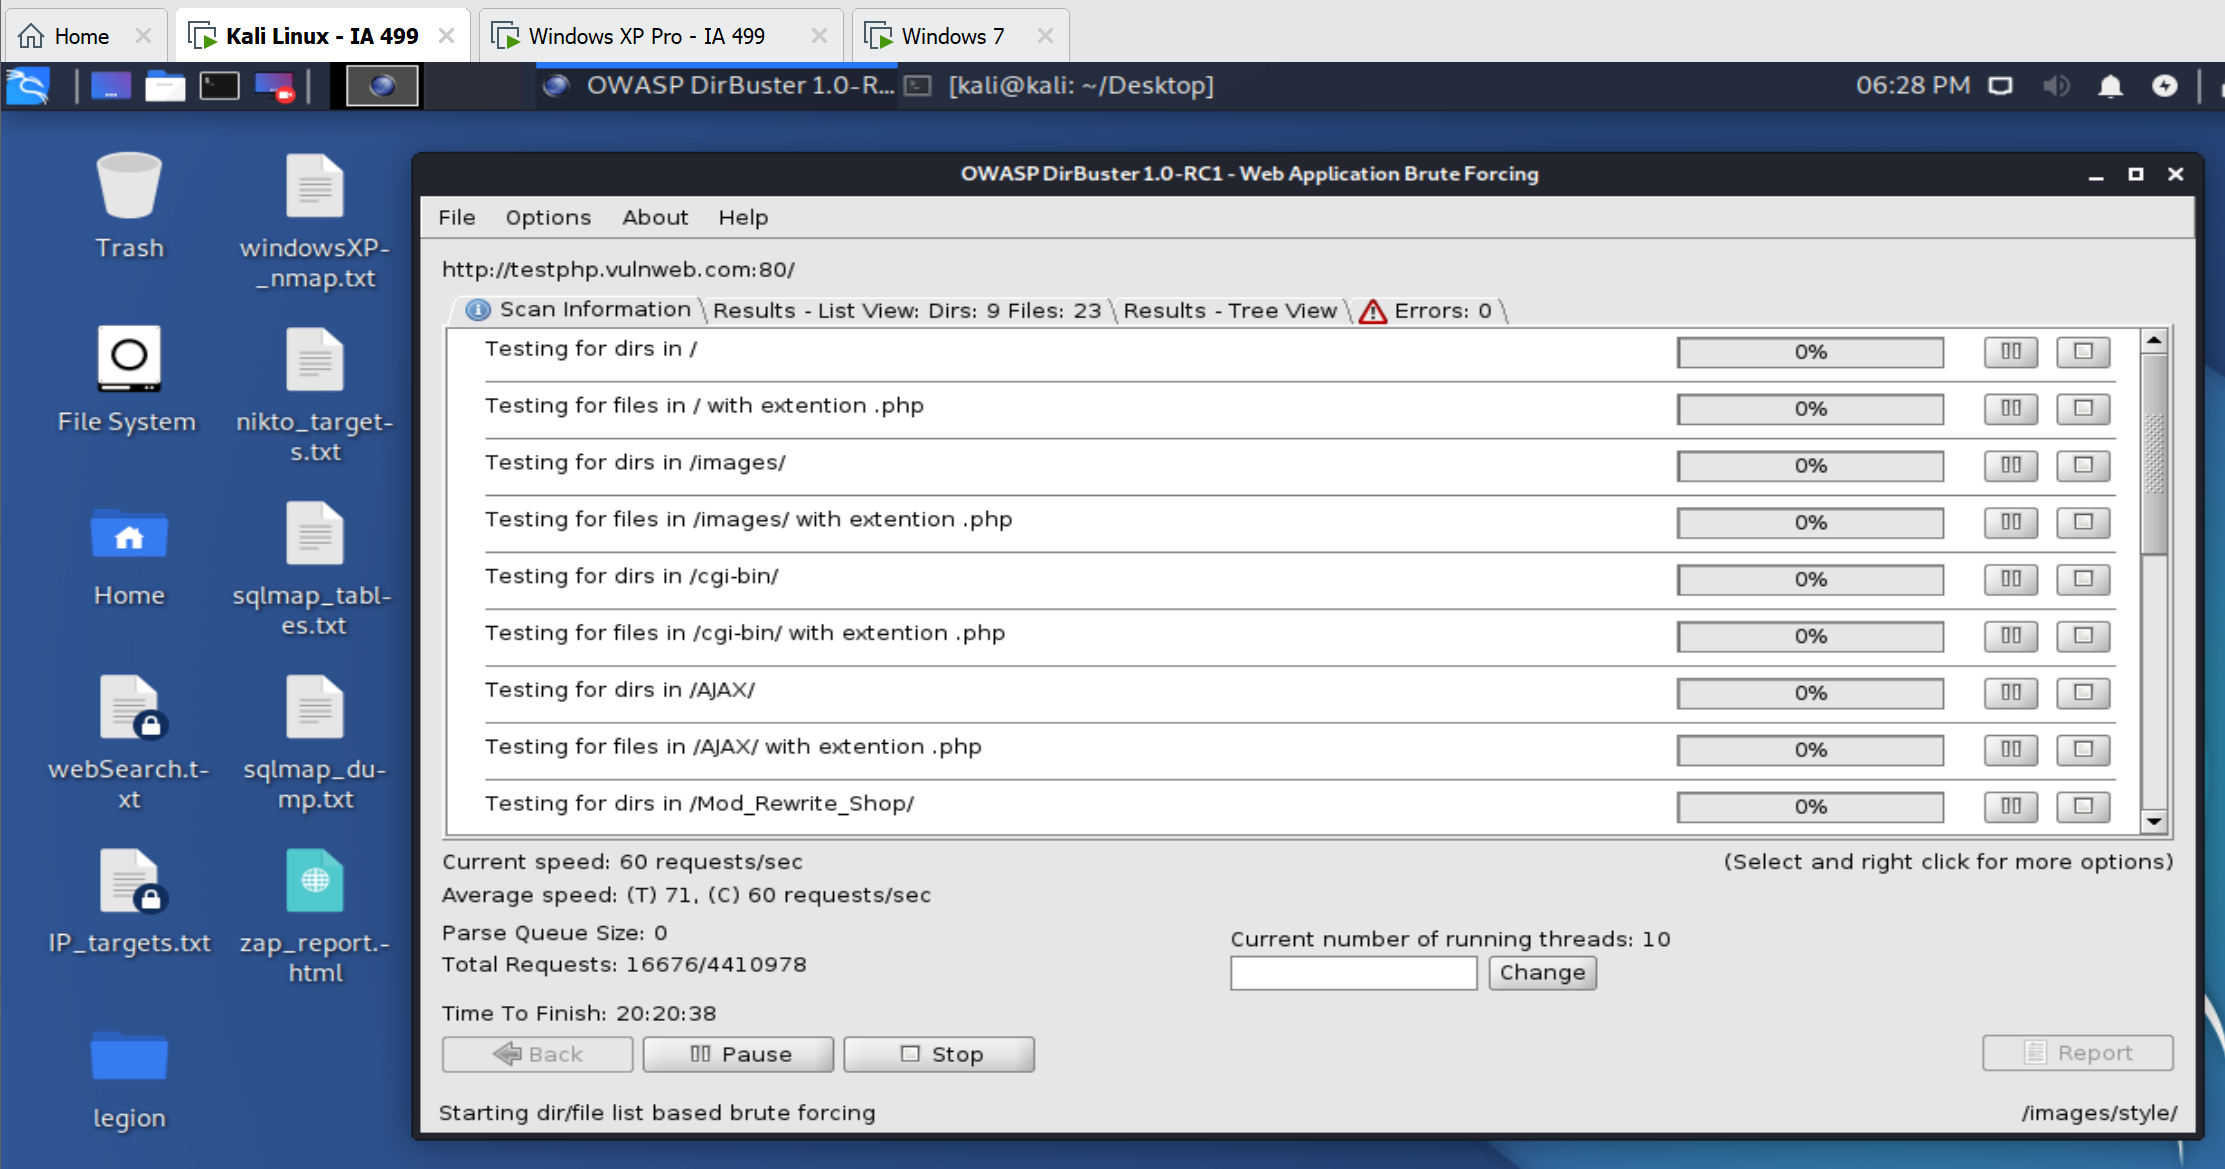 Home
Kali Linux - IA 499
Windows XP Pro - IA 499
Windows 7
OWASP DirBuster 1.0-R...
[kali@kali: ~/Desktop]
06:28 PM
Trash
windowsXP-
_nmap.txt
File System
nikto_target-
s.txt
Home
sqlmap_tabl-
es.txt
webSearch.t-
xt
sqlmap_du-
mp.txt
IP_targets.txt
zap_report.-
html
legion
OWASP DirBuster 1.0-RC1 - Web Application Brute Forcing
File Options About Help
http://testphp.vulnweb.com:80/
Scan Information
Results - List View: Dirs: 9 Files: 23
Results - Tree View
Errors: 0
Testing for dirs in / 0%
Testing for files in / with extention .php 0%
Testing for dirs in /images/ 0%
Testing for files in /images/ with extention .php 0%
Testing for dirs in /cgi-bin/ 0%
Testing for files in /cgi-bin/ with extention .php 0%
Testing for dirs in /AJAX/ 0%
Testing for files in /AJAX/ with extention .php 0%
Testing for dirs in /Mod_Rewrite_Shop/ 0%
Current speed: 60 requests/sec
(Select and right click for more options)
Average speed: (T) 71, (C) 60 requests/sec
Parse Queue Size: 0
Current number of running threads: 10
Total Requests: 16676/4410978
Change
Time To Finish: 20:20:38
Back
Pause
Stop
Report
Starting dir/file list based brute forcing
/images/style/